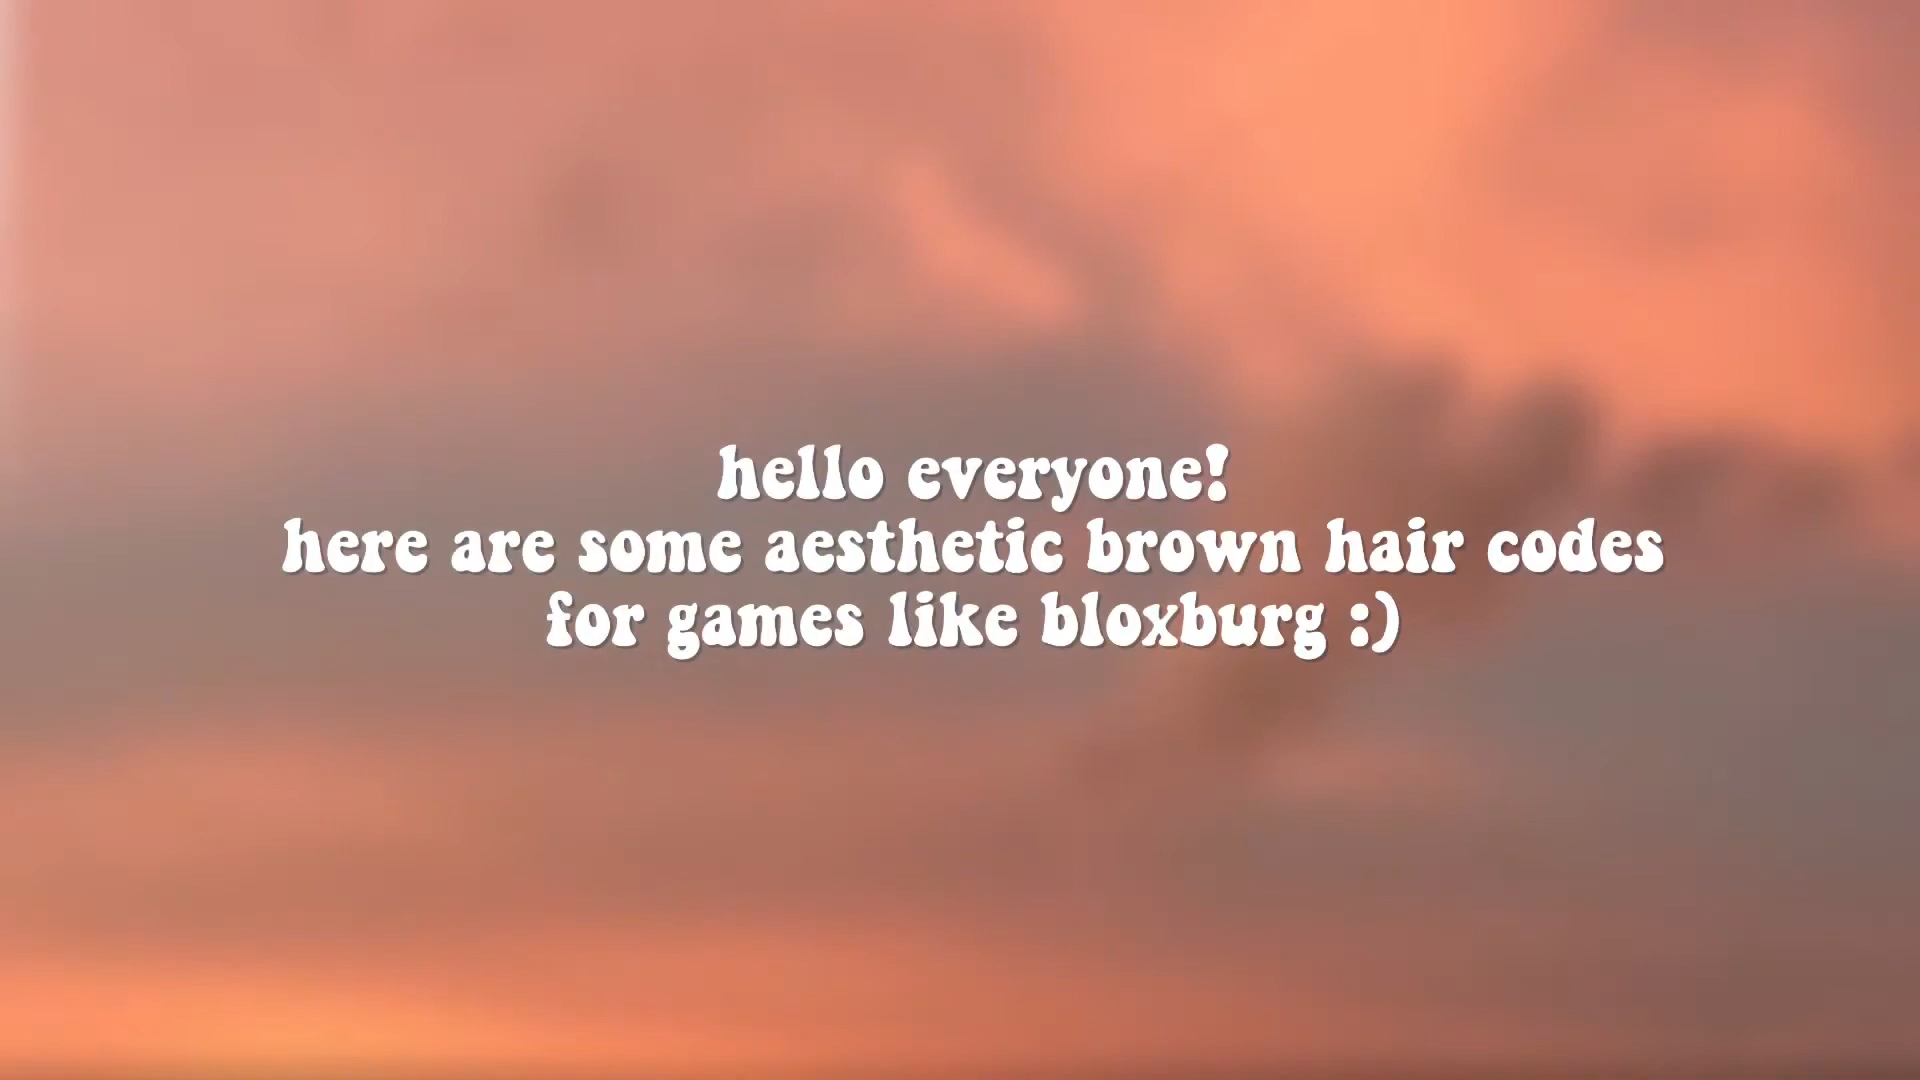 hello everyone!
here are some aesthetic brown hair codes
for games like bloxburg :)